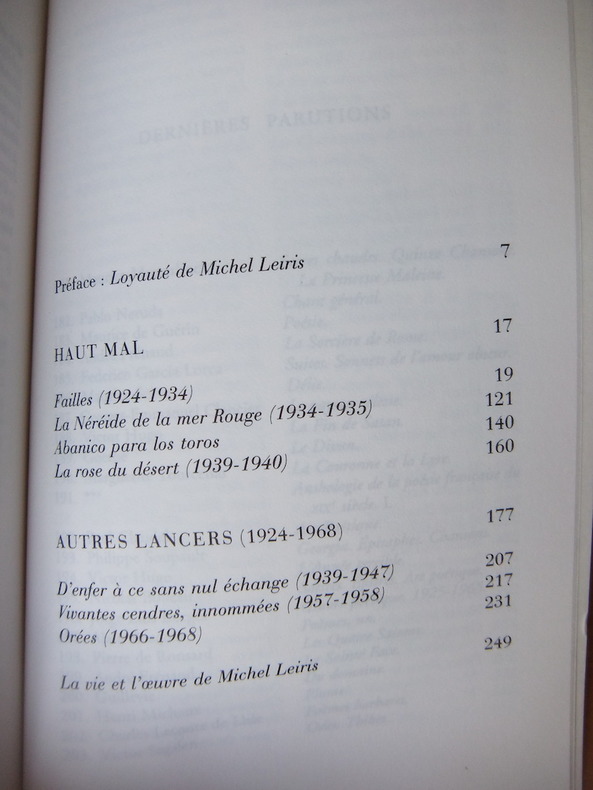 DERNIÈRES PARUTIONS
Préface : Loyauté de Michel Leiris 7
HAUT MAL 17
Failles (1924-1934) 19
La Néréide de la mer Rouge (1934-1935) 121
Abanico para los toros 140
La rose du désert (1939-1940) 160
AUTRES LANCERS (1924-1968) 177
D'enfer à ce sans nul échange (1939-1947) 207
Vivantes cendres, innommées (1957-1958) 217
Orées (1966-1968) 231
La vie et l'œuvre de Michel Leiris 249